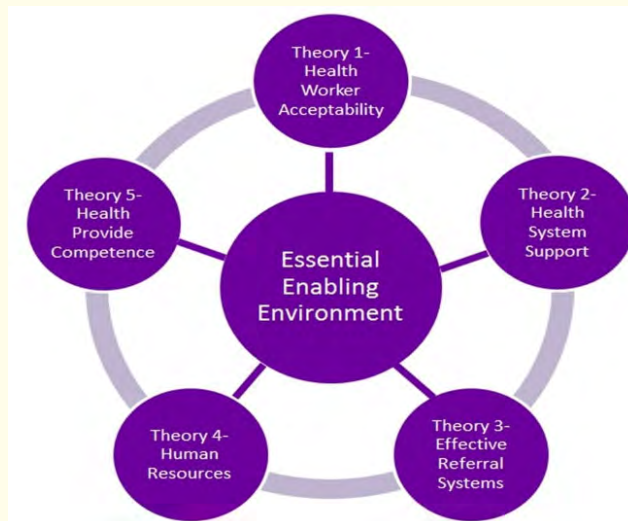 Theory 1-
Health
Worker
Acceptability
Theory 2-
Health
System
Support
Theory 3-
Effective
Referral
Systems
Theory 4-
Human
Resources
Theory 5-
Health
Provide
Competence
Essential
Enabling
Environment